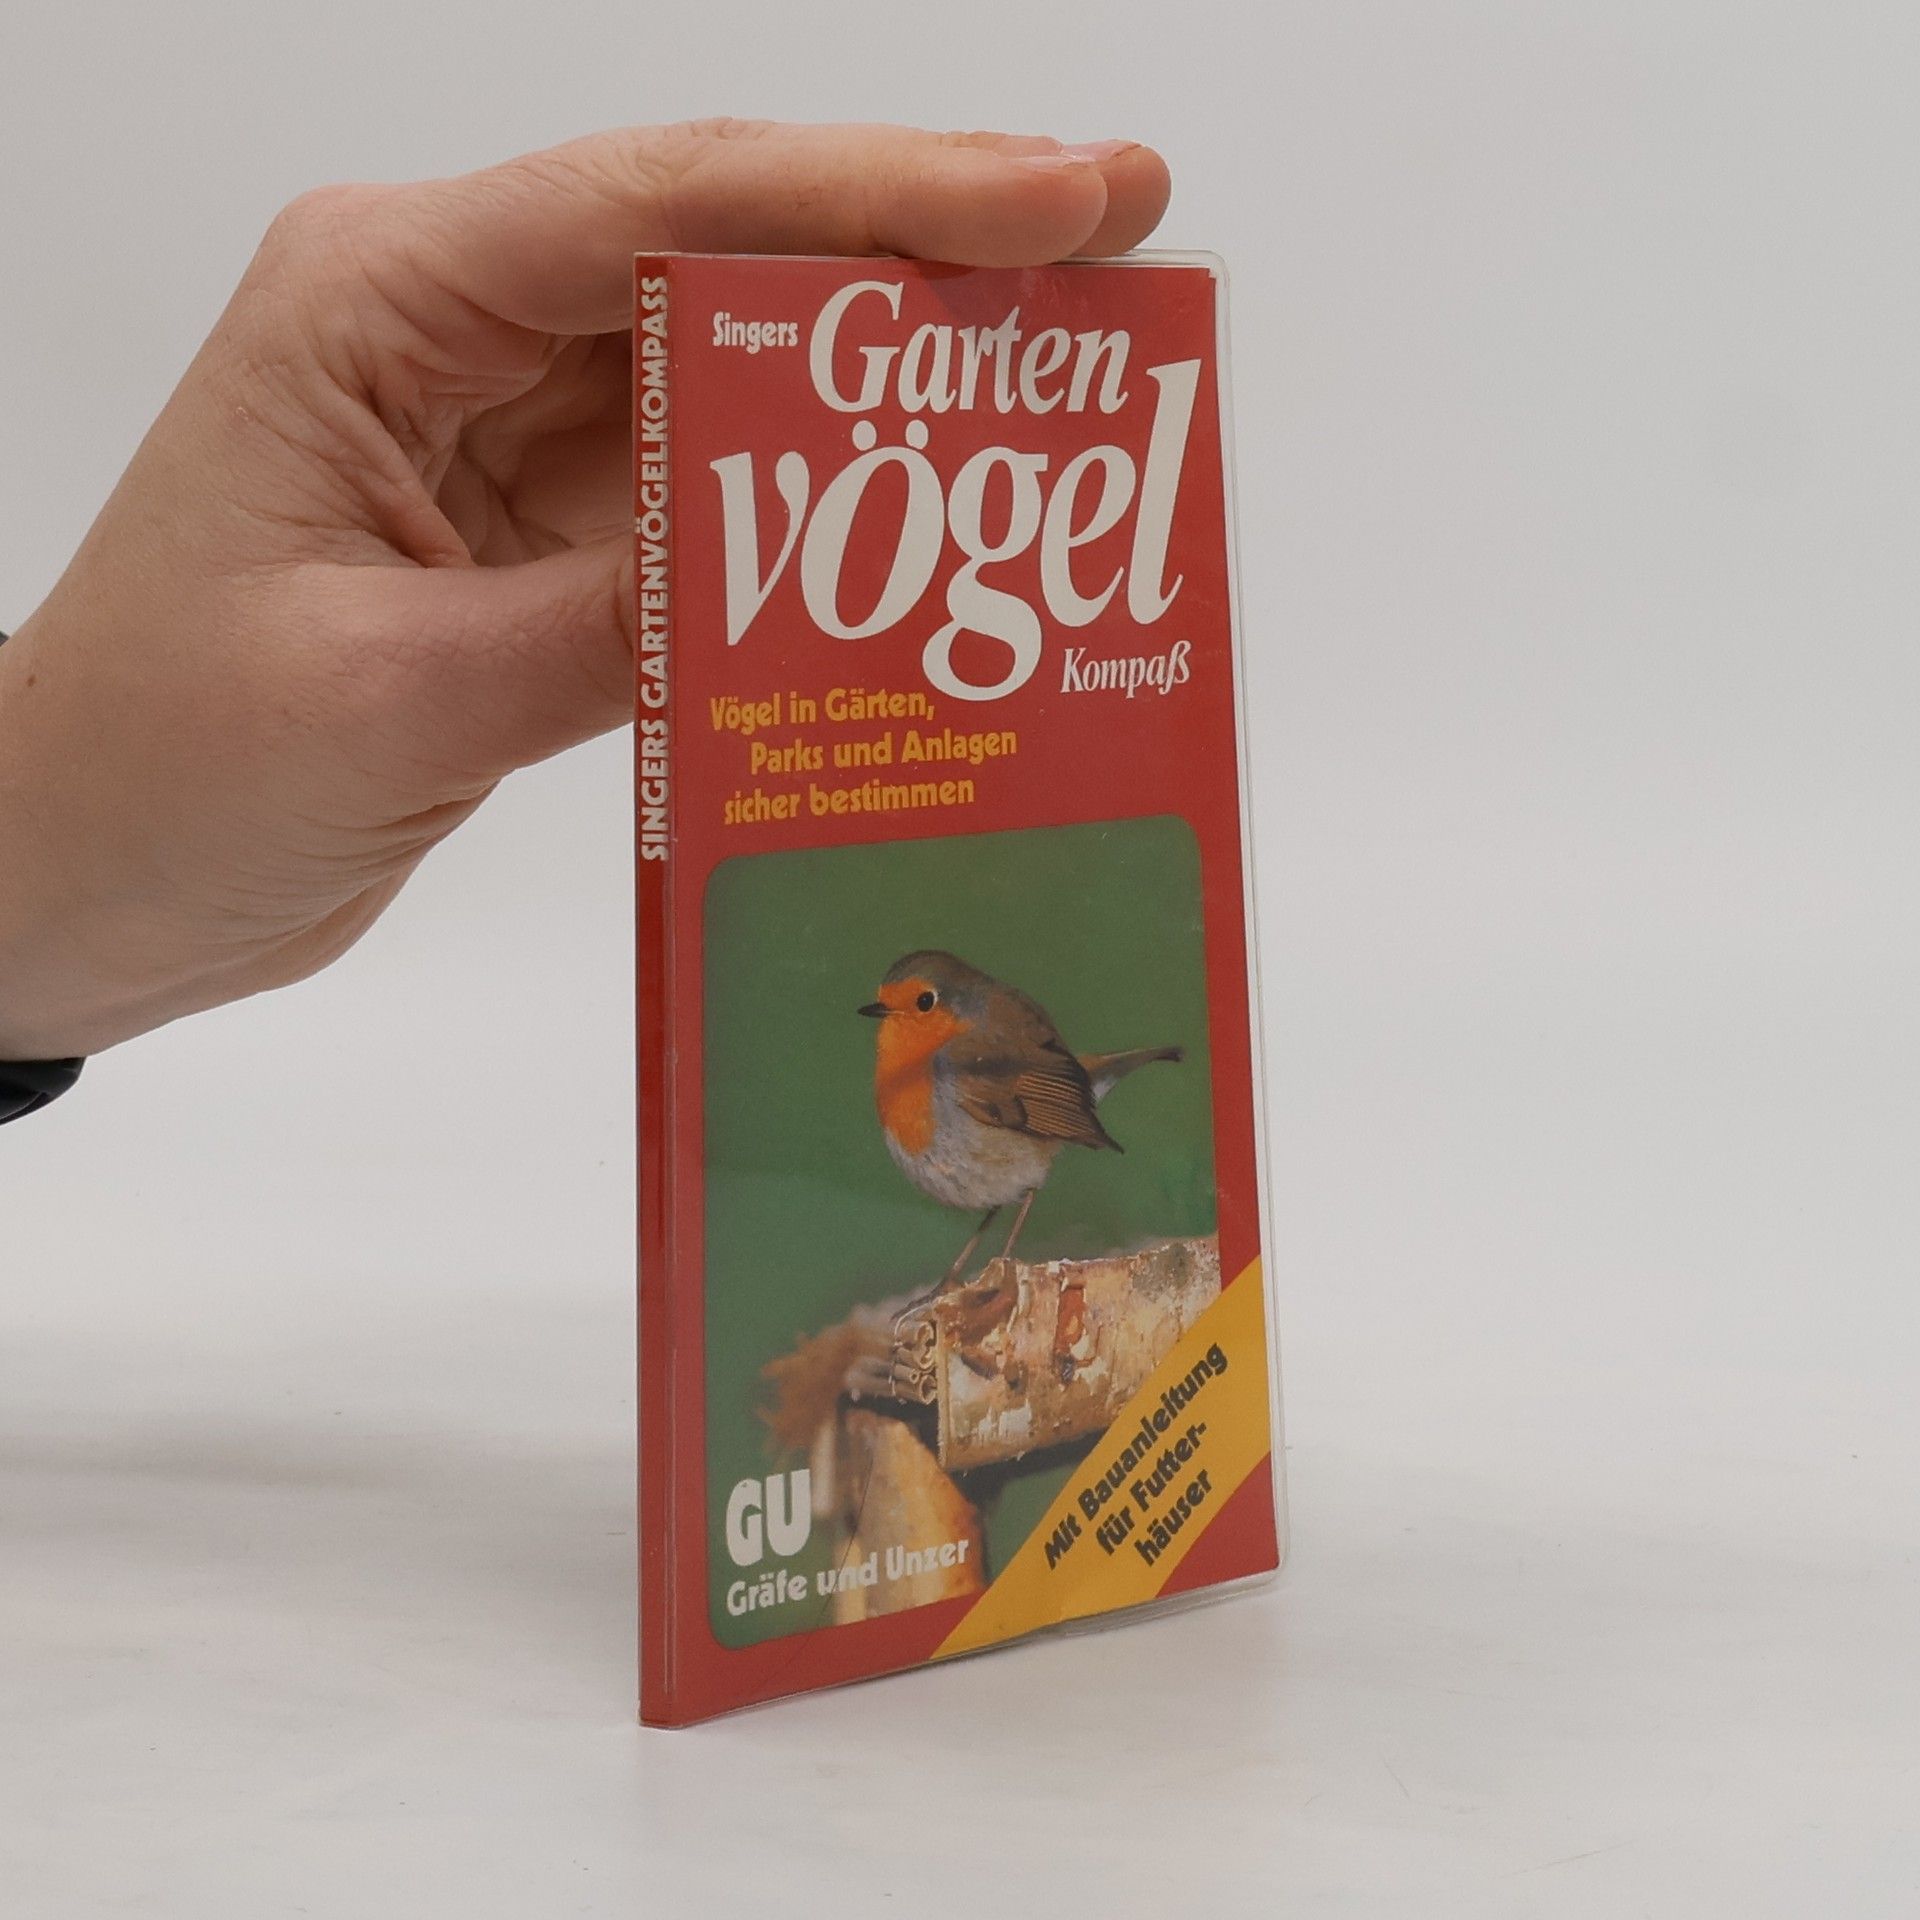 SINGERS GARTENVÖGELKOMPASS
Singers Garten
vögel
Kompaß
Vögel in Gärten,
Parks und Anlagen
sicher bestimmen
GU
Gräfe und Unzer
Mit Bauanleitung
für Futter-
häuser